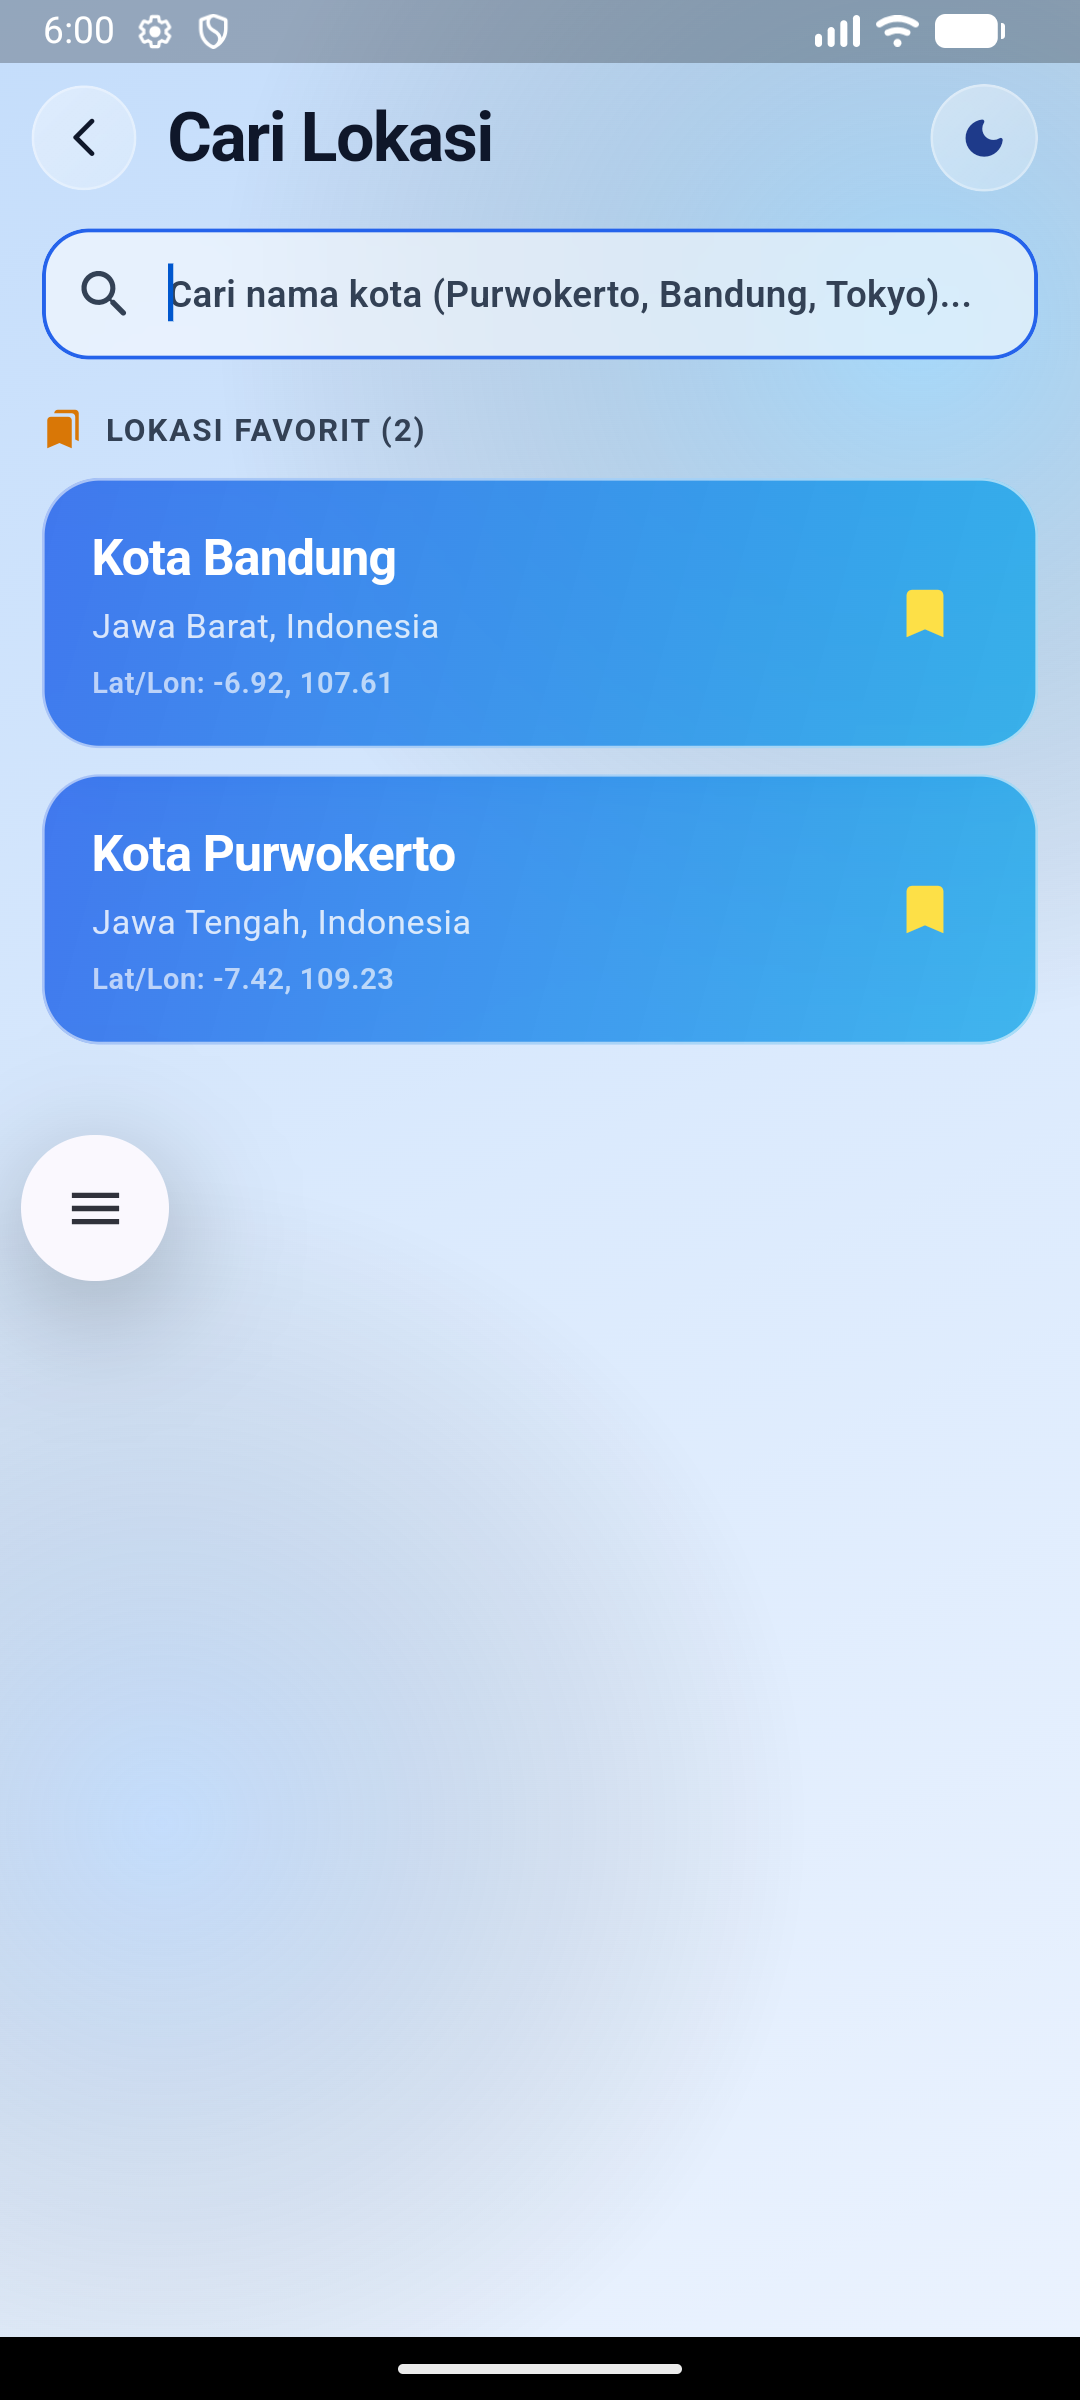 6:00
Cari Lokasi
Cari nama kota (Purwokerto, Bandung, Tokyo)...
LOKASI FAVORIT (2)
Kota Bandung
Jawa Barat, Indonesia
Lat/Lon: -6.92, 107.61
Kota Purwokerto
Jawa Tengah, Indonesia
Lat/Lon: -7.42, 109.23